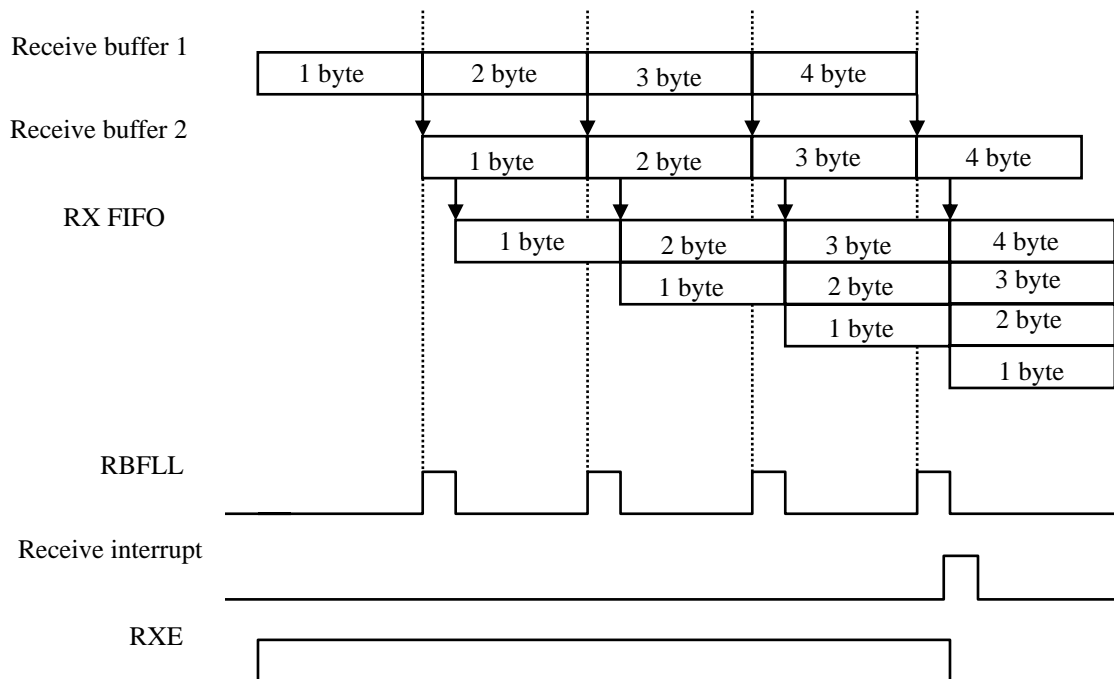 Receive buffer 1
1 byte
2 byte
3 byte
4 byte
Receive buffer 2
1 byte
2 byte
3 byte
4 byte
RX FIFO
1 byte
2 byte
3 byte
4 byte
1 byte
2 byte
3 byte
1 byte
2 byte
1 byte
RBFLL
Receive interrupt
RXE